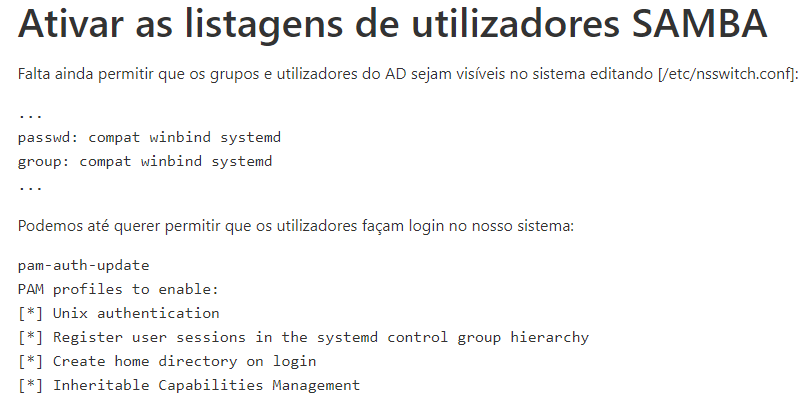 Ativar as listagens de utilizadores SAMBA
Falta ainda permitir que os grupos e utilizadores do AD sejam visíveis no sistema editando [/etc/nsswitch.conf]:
...
passwd: compat winbind systemd
group: compat winbind systemd
...
Podemos até querer permitir que os utilizadores façam login no nosso sistema:
pam-auth-update
PAM profiles to enable:
[*] Unix authentication
[*] Register user sessions in the systemd control group hierarchy
[*] Create home directory on login
[*] Inheritable Capabilities Management